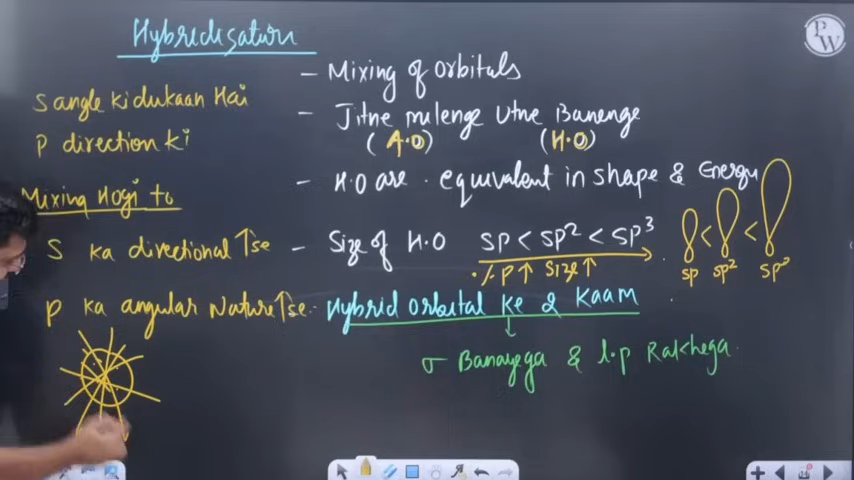 Hybridisation
PW
- Mixing of orbitals
S angle ki dukaan Hai
- Jitne milenge Utne Banenge
P direction ki
(A.O) (H.O)
Mixing Hogi to
- H.O are equivalent in shape & Energy
S ka directional ↑se
- Size of H.O sp < sp² < sp³
sp < sp² < sp³
% p ↑ Size ↑
P ka angular Nature ↑se
Hybrid orbital ke 2 Kaam
σ Banayega & l.p Rakhega